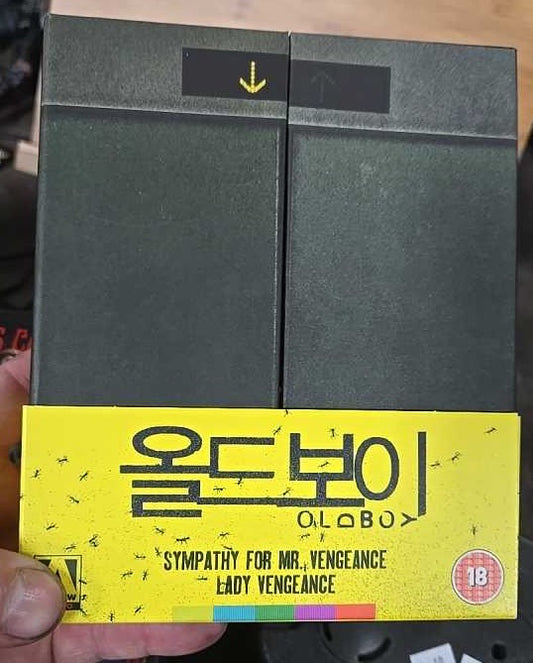 올드보이
OLDBOY
SYMPATHY FOR MR. VENGEANCE
LADY VENGEANCE
18